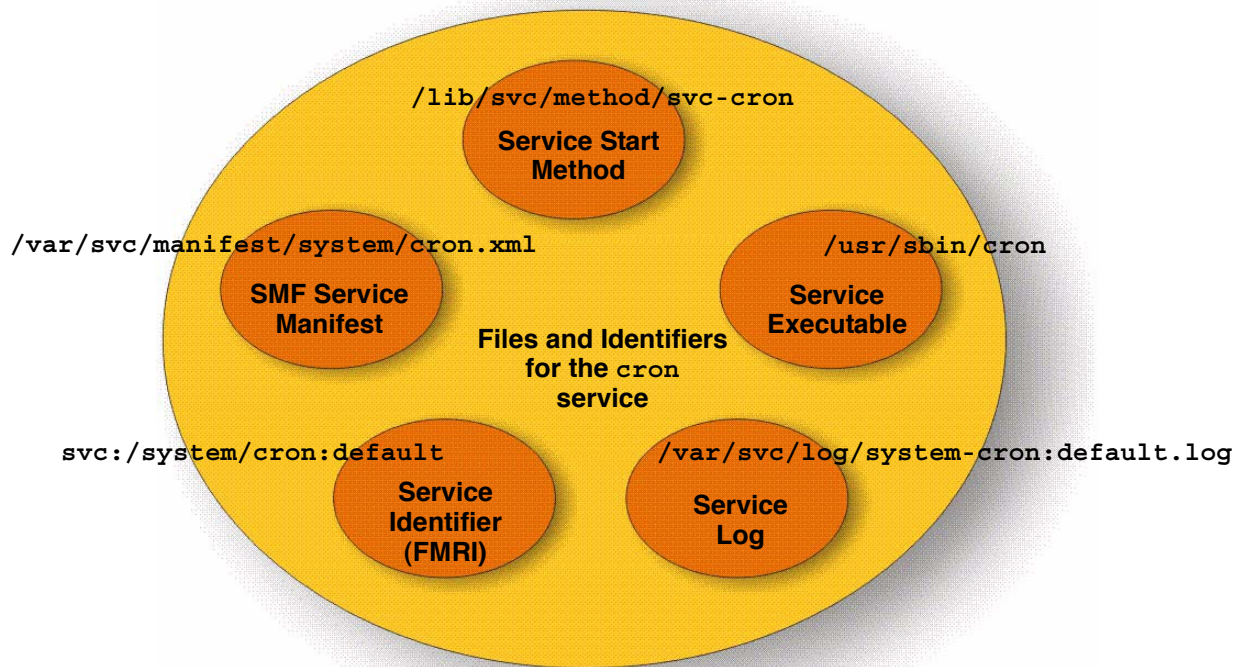 /lib/svc/method/svc-cron
Service Start
Method
/var/svc/manifest/system/cron.xml
SMF Service
Manifest
/usr/sbin/cron
Service
Executable
Files and Identifiers
for the cron
service
svc:/system/cron:default
Service
Identifier
(FMRI)
/var/svc/log/system-cron:default.log
Service
Log